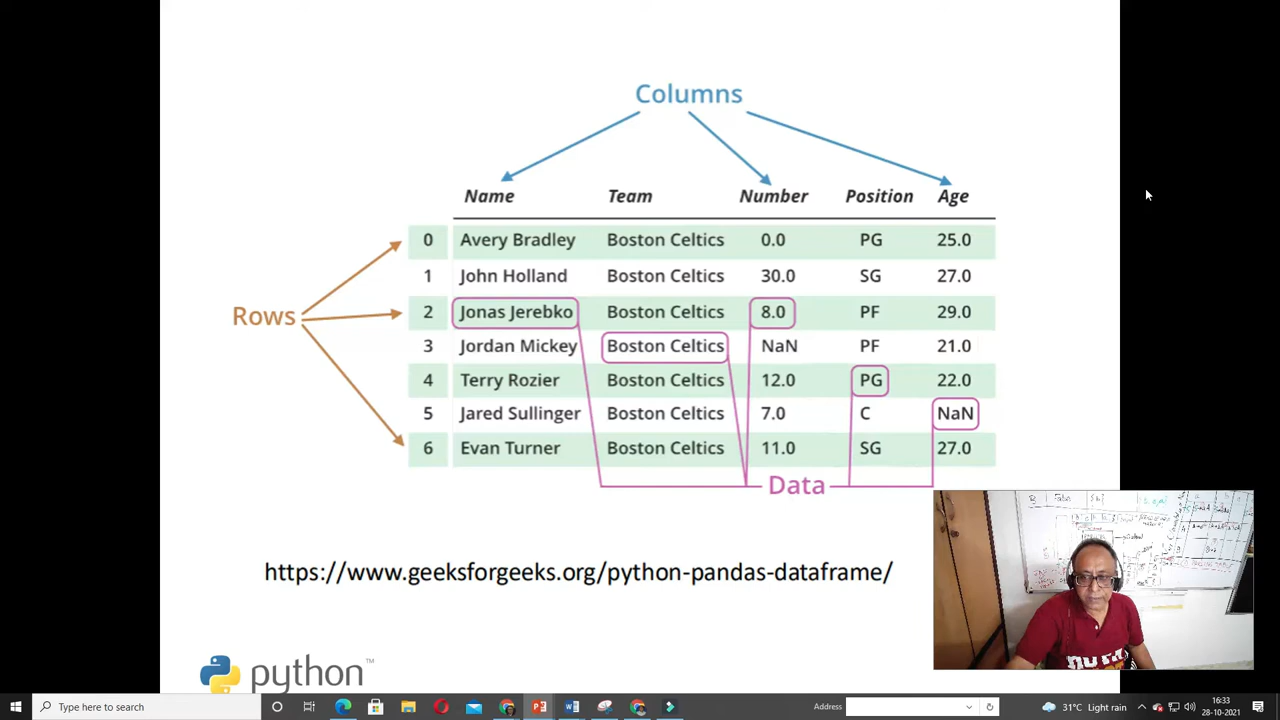 Columns
Name Team Number Position Age
0 Avery Bradley Boston Celtics 0.0 PG 25.0
1 John Holland Boston Celtics 30.0 SG 27.0
Rows
2 Jonas Jerebko Boston Celtics 8.0 PF 29.0
3 Jordan Mickey Boston Celtics NaN PF 21.0
4 Terry Rozier Boston Celtics 12.0 PG 22.0
5 Jared Sullinger Boston Celtics 7.0 C NaN
6 Evan Turner Boston Celtics 11.0 SG 27.0
Data
https://www.geeksforgeeks.org/python-pandas-dataframe/
python™
Type here to search
Address
31°C Light rain
16:33
28-10-2021